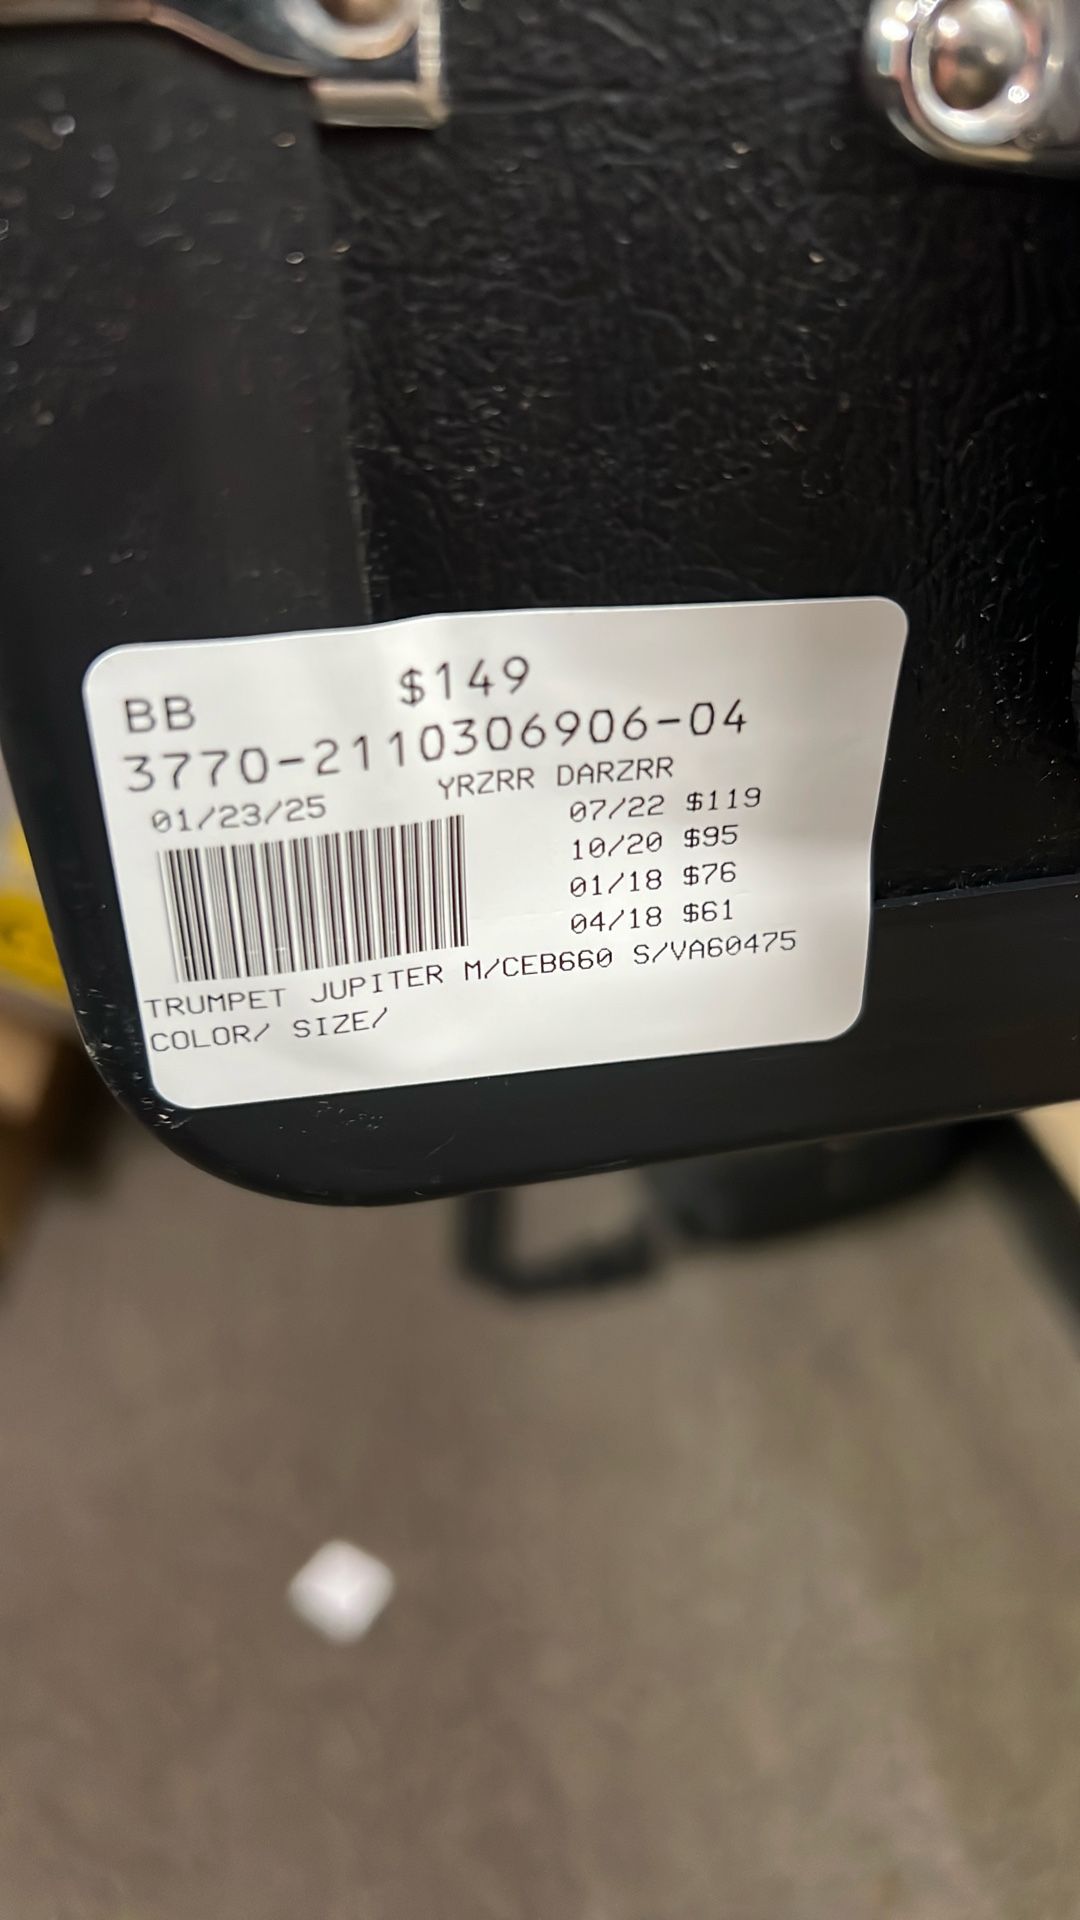 BB $149
3770-2110306906-04
01/23/25 YRZRR DARZRR
07/22 $119
10/20 $95
01/18 $76
04/18 $61
TRUMPET JUPITER M/CEB660 S/VA60475
COLOR/ SIZE/